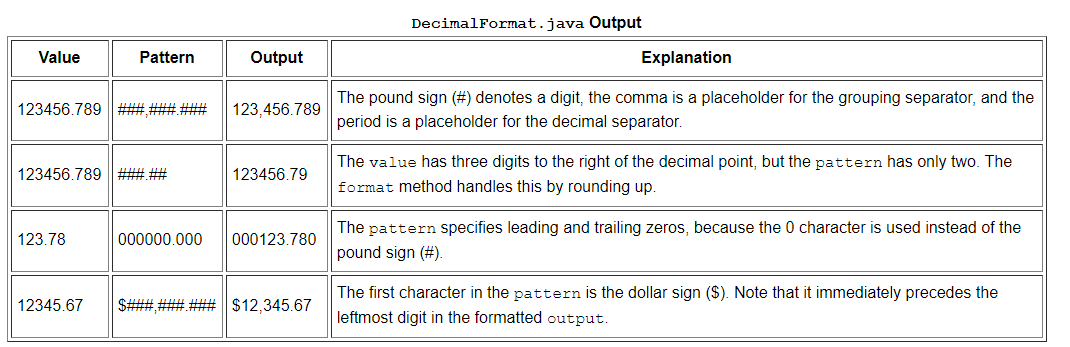 DecimalFormat.java Output
Value Pattern Output Explanation
123456.789 ###,###.### 123,456.789 The pound sign (#) denotes a digit, the comma is a placeholder for the grouping separator, and the
period is a placeholder for the decimal separator.
123456.789 ###.## 123456.79 The value has three digits to the right of the decimal point, but the pattern has only two. The
format method handles this by rounding up.
123.78 000000.000 000123.780 The pattern specifies leading and trailing zeros, because the 0 character is used instead of the
pound sign (#).
12345.67 $###,###.### $12,345.67 The first character in the pattern is the dollar sign ($). Note that it immediately precedes the
leftmost digit in the formatted output.